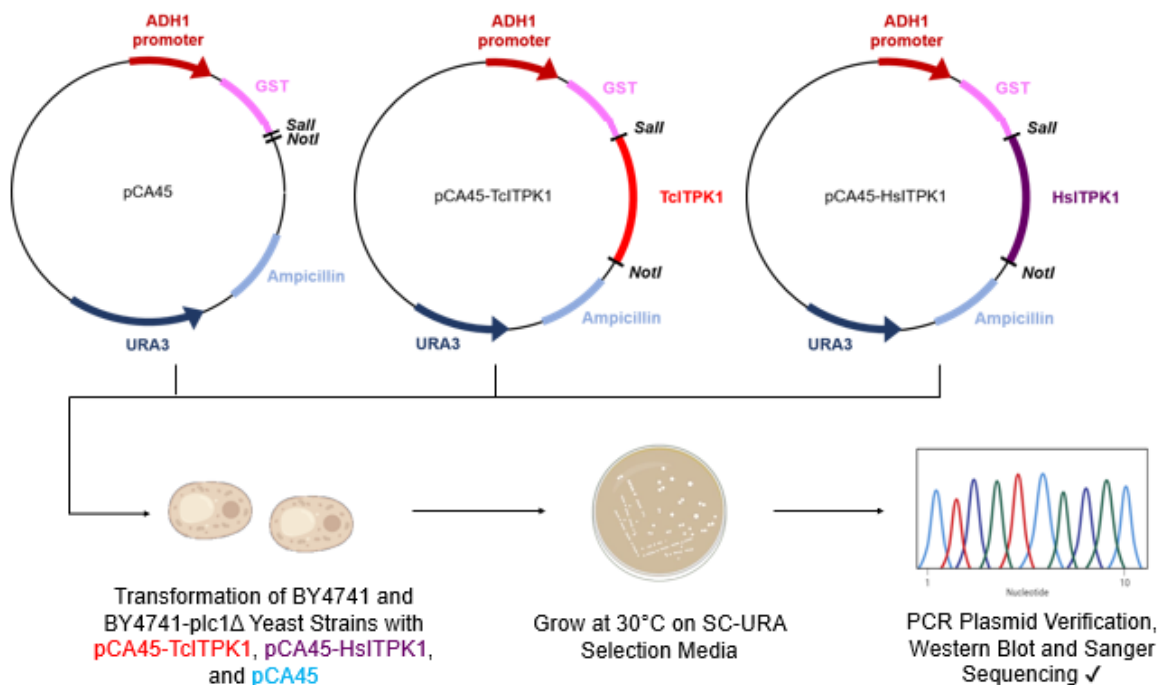 ADH1
promoter
GST
SalI
NotI
pCA45
Ampicillin
URA3
ADH1
promoter
GST
SalI
pCA45-TcITPK1
TcITPK1
NotI
Ampicillin
URA3
ADH1
promoter
GST
SalI
pCA45-HsITPK1
HsITPK1
NotI
Ampicillin
URA3
Transformation of BY4741 and
BY4741-plc1Δ Yeast Strains with
pCA45-TcITPK1, pCA45-HsITPK1,
and pCA45
Grow at 30°C on SC-URA
Selection Media
1
10
Nucleotide
PCR Plasmid Verification,
Western Blot and Sanger
Sequencing ✓